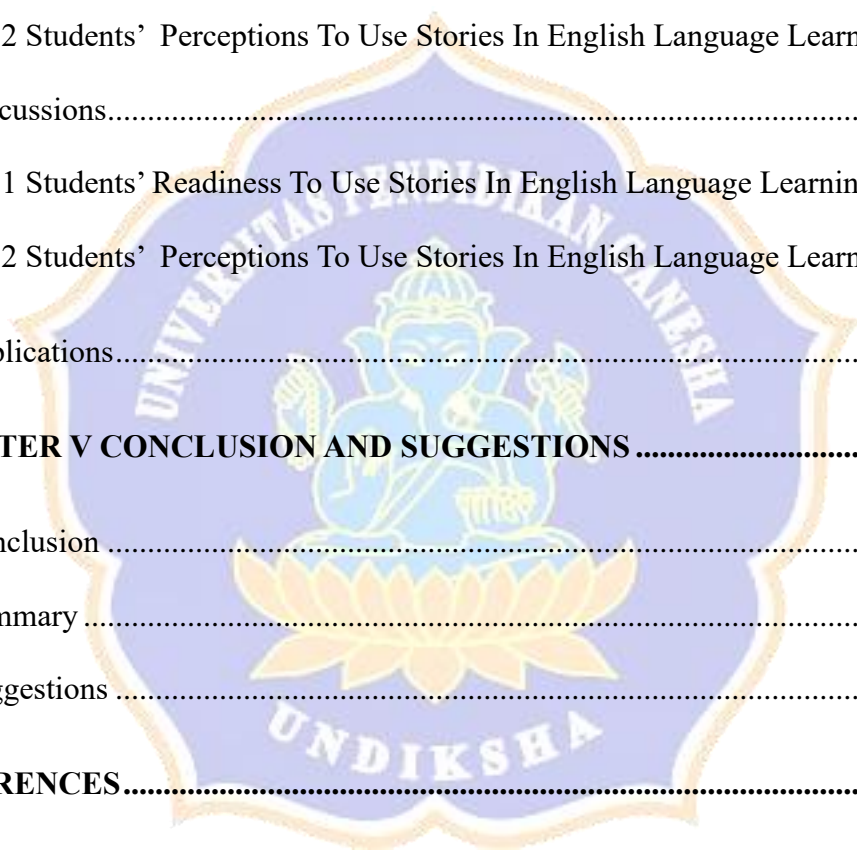 2 Students’ Perceptions To Use Stories In English Language Learn
cussions..........................................................................................
1 Students’ Readiness To Use Stories In English Language Learnin
2 Students’ Perceptions To Use Stories In English Language Learn
plications.........................................................................................
TER V CONCLUSION AND SUGGESTIONS ...........................
nclusion ..........................................................................................
mmary ............................................................................................
ggestions .........................................................................................
RENCES..........................................................................................
UNIVERSITAS PENDIDIKAN GANESHA
UNDIKSHA